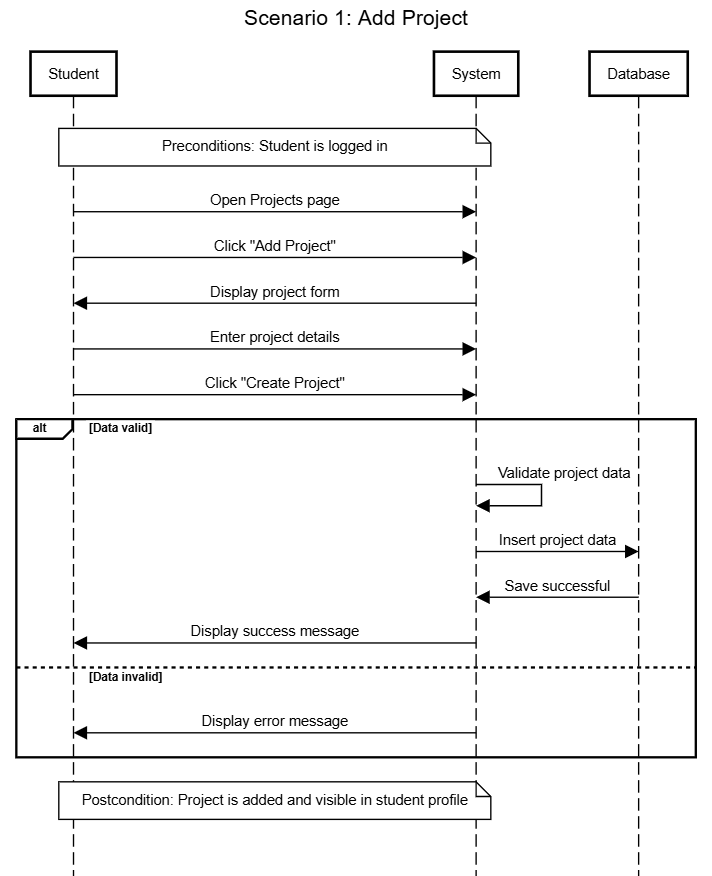 Scenario 1: Add Project
Student
System
Database
Preconditions: Student is logged in
Open Projects page
Click "Add Project"
Display project form
Enter project details
Click "Create Project"
alt
[Data valid]
Validate project data
Insert project data
Save successful
Display success message
[Data invalid]
Display error message
Postcondition: Project is added and visible in student profile